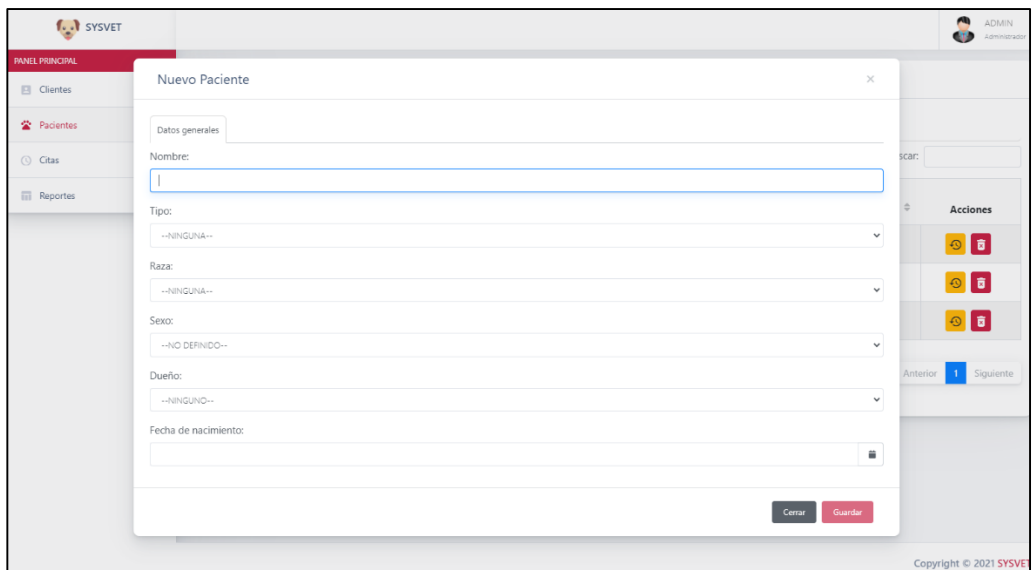 SYSVET
ADMIN
Administrador
PANEL PRINCIPAL
Clientes
Pacientes
Citas
Reportes
Nuevo Paciente
×
Datos generales
Nombre:
Tipo:
--NINGUNA--
Raza:
--NINGUNA--
Sexo:
--NO DEFINIDO--
Dueño:
--NINGUNO--
Fecha de nacimiento:
Cerrar Guardar
scar:
Acciones
Anterior 1 Siguiente
Copyright © 2021 SYSVET